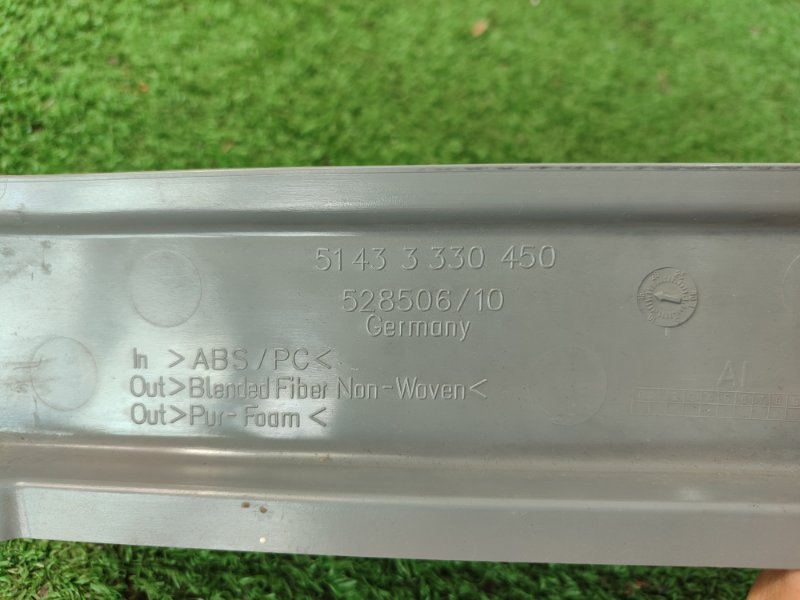 51 43 3 330 450
528506/10
Germany
In >ABS/PC<
Out>Blended Fiber Non-Woven<
Out>Pur-Foam<